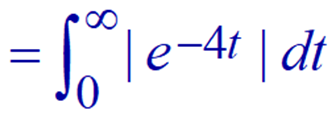 = ∫₀^∞ | e^{−4t} | dt